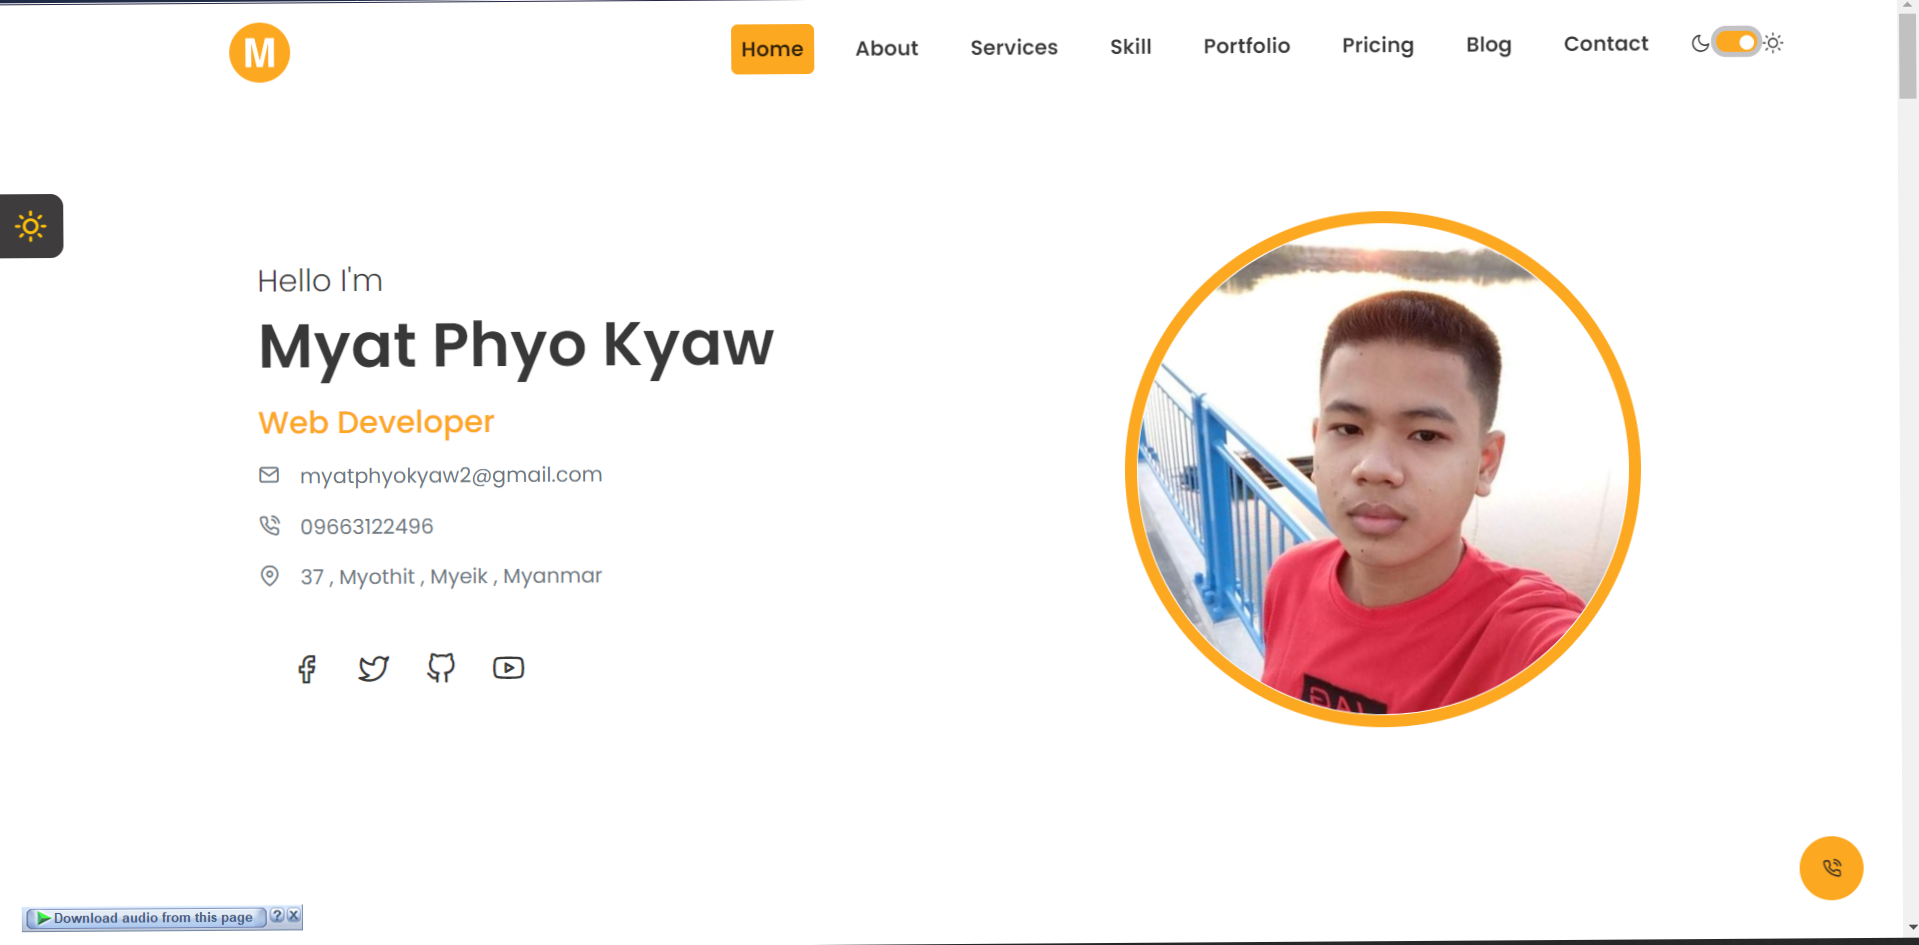 M
Home About Services Skill Portfolio Pricing Blog Contact
Hello I'm
Myat Phyo Kyaw
Web Developer
myatphyokyaw2@gmail.com
09663122496
37 , Myothit , Myeik , Myanmar
Download audio from this page ? X